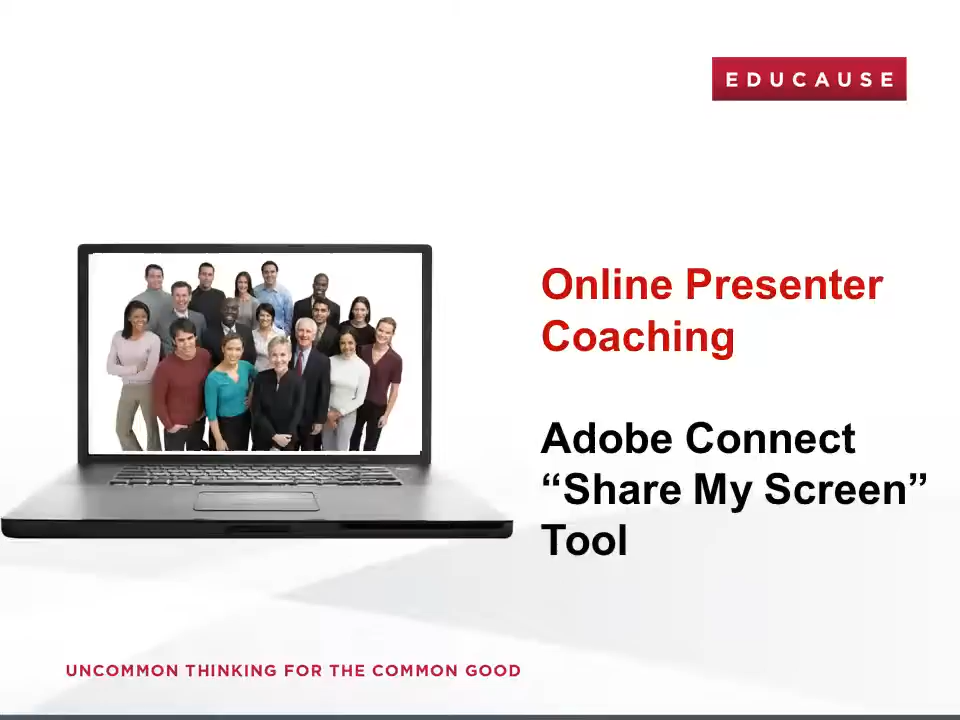 EDUCAUSE
Online Presenter
Coaching
Adobe Connect
“Share My Screen”
Tool
UNCOMMON THINKING FOR THE COMMON GOOD